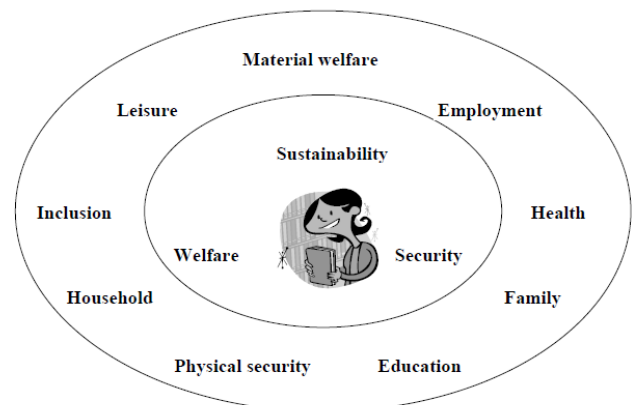 Material welfare
Leisure
Employment
Sustainability
Inclusion
Health
Welfare
Security
Household
Family
Physical security
Education